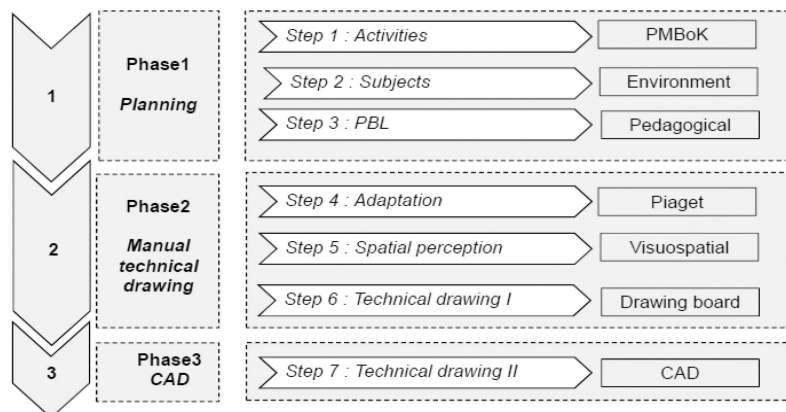 1
Phase1
Planning
Step 1 : Activities
PMBoK
Step 2 : Subjects
Environment
Step 3 : PBL
Pedagogical
2
Phase2
Manual
technical
drawing
Step 4 : Adaptation
Piaget
Step 5 : Spatial perception
Visuospatial
Step 6 : Technical drawing I
Drawing board
3
Phase3
CAD
Step 7 : Technical drawing II
CAD